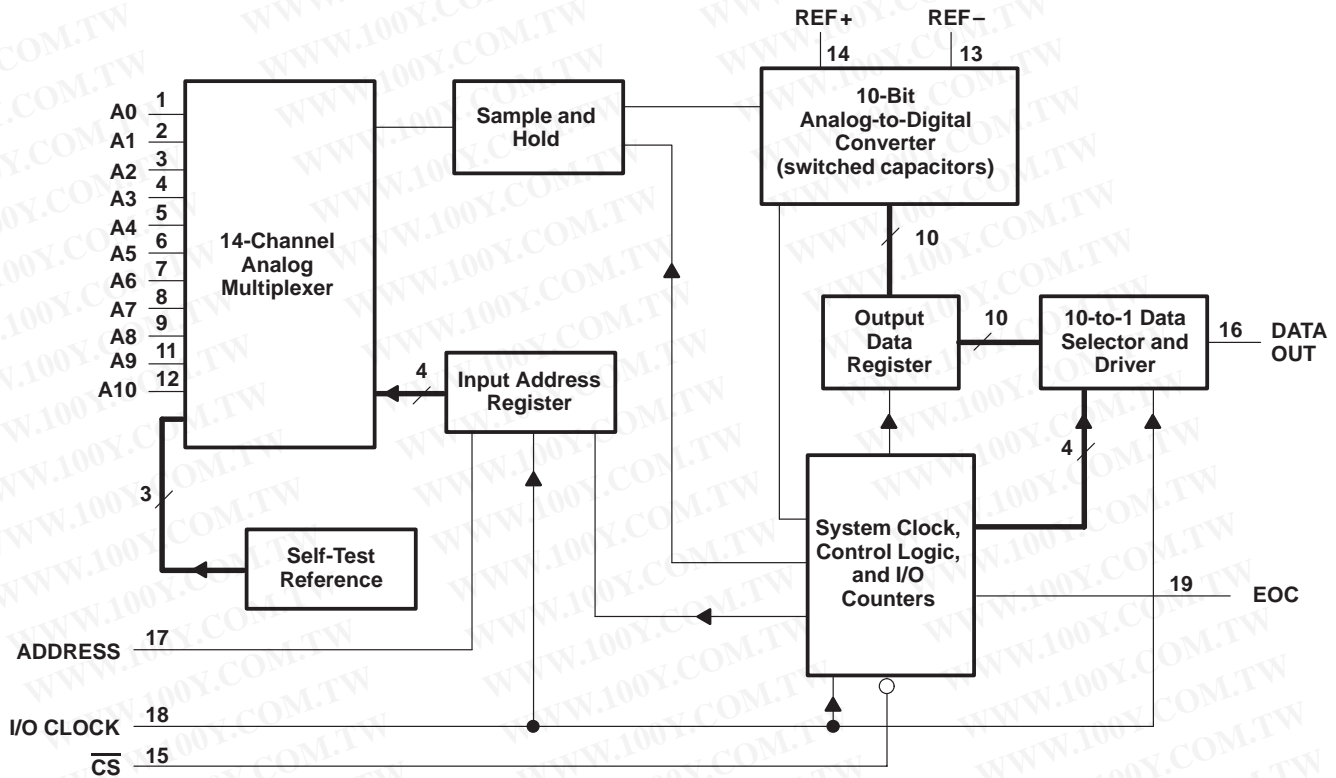 REF+ REF–
14 13
10-Bit
Analog-to-Digital
Converter
(switched capacitors)
Sample and
Hold
A0 1
A1 2
A2 3
A3 4
A4 5
A5 6
A6 7
A7 8
A8 9
A9 11
A10 12
14-Channel
Analog
Multiplexer
10
Output
Data
Register
10
10-to-1 Data
Selector and
Driver
16 DATA
OUT
4
Input Address
Register
4
3
Self-Test
Reference
System Clock,
Control Logic,
and I/O
Counters
19 EOC
ADDRESS 17
I/O CLOCK 18
CS 15
WWW.100Y.COM.TW